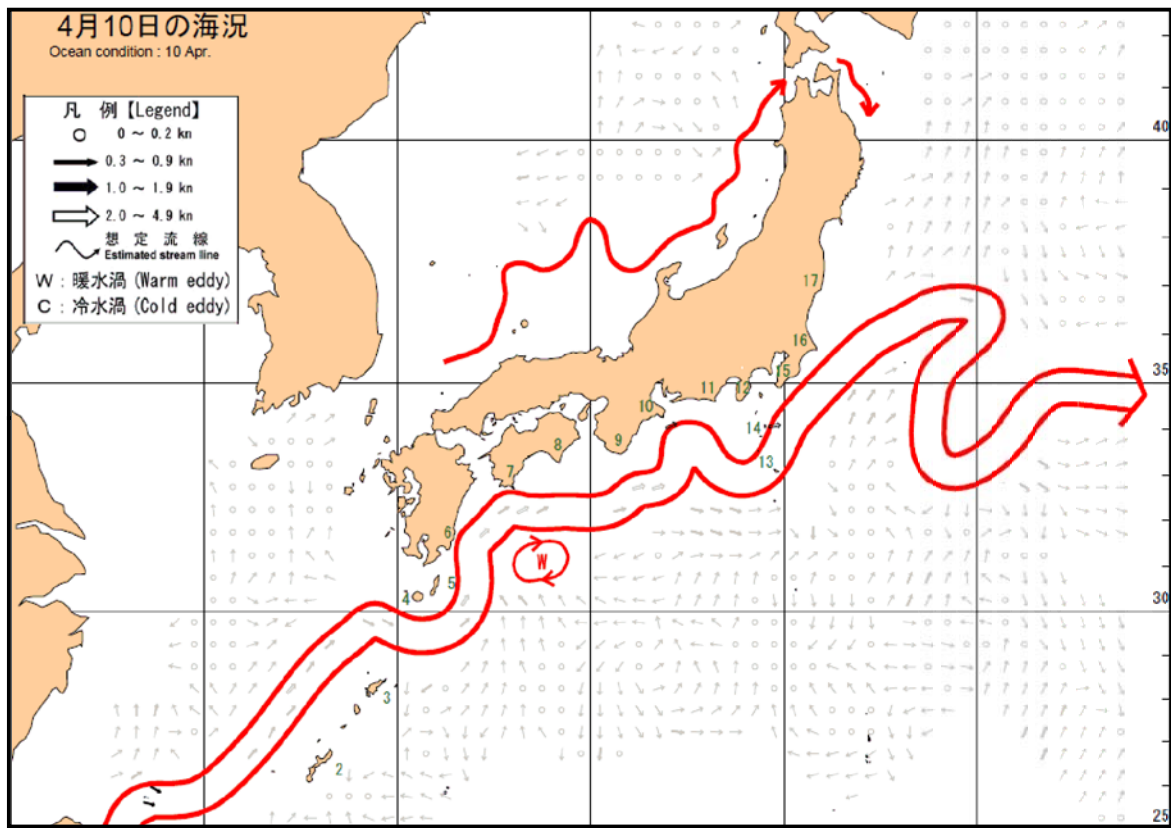 4月10日の海況
Ocean condition : 10 Apr.
凡 例【Legend】
0 ～ 0.2 kn
0.3 ～ 0.9 kn
1.0 ～ 1.9 kn
2.0 ～ 4.9 kn
想 定 流 線
Estimated stream line
W : 暖水渦 (Warm eddy)
C : 冷水渦 (Cold eddy)
40
17
16
35
15
12
11
10
14
9
8
13
7
6
W
5
4
30
3
2
25